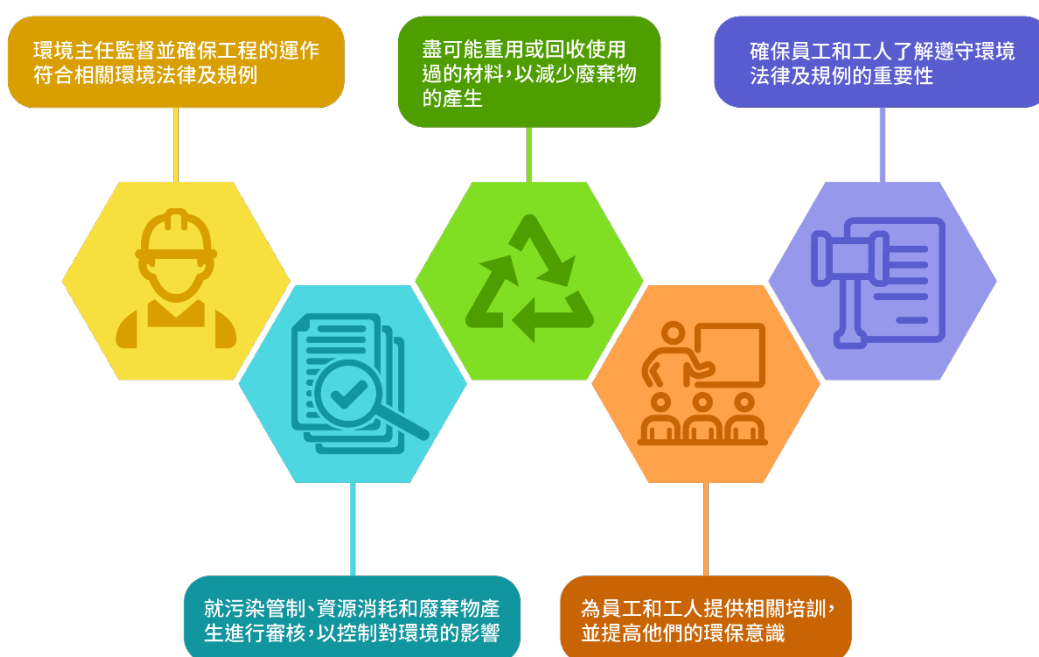 環境主任監督並確保工程的運作
符合相關環境法律及規例
盡可能重用或回收使用
過的材料，以減少廢棄物
的產生
確保員工和工人了解遵守環境
法律及規例的重要性
就污染管制、資源消耗和廢棄物產
生進行審核，以控制對環境的影響
為員工和工人提供相關培訓，
並提高他們的環保意識